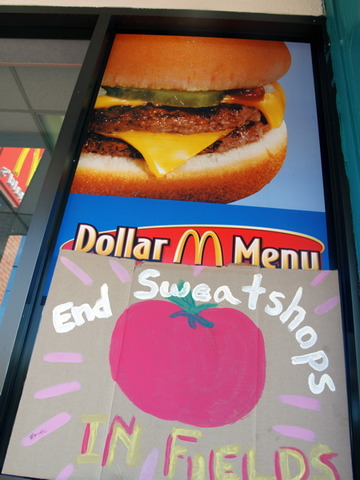 Dollar M Menu
End Sweatshops
IN FIELDS